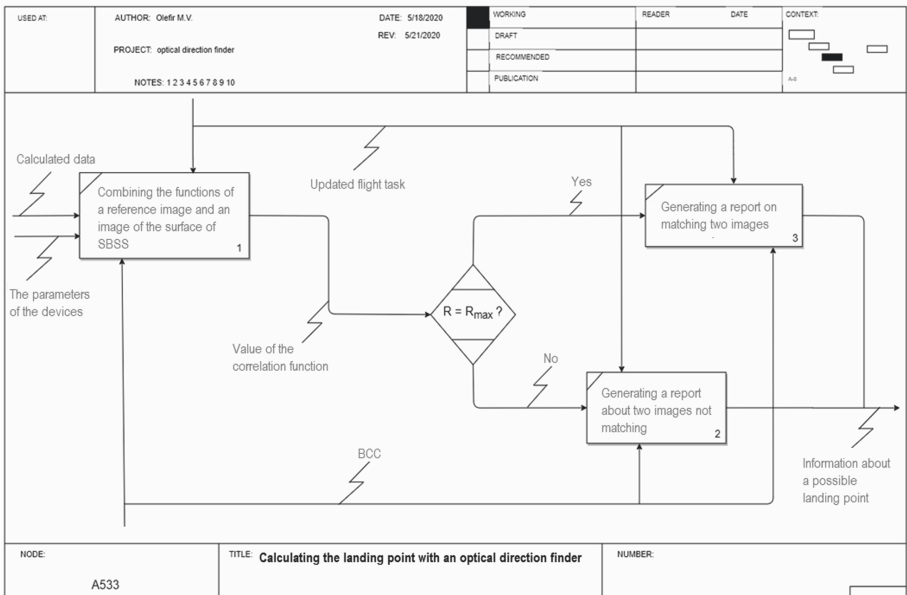 USED AT:
AUTHOR: Olefir M.V.
DATE: 5/18/2020
REV: 5/21/2020
PROJECT: optical direction finder
NOTES: 1 2 3 4 5 6 7 8 9 10
WORKING
DRAFT
RECOMMENDED
PUBLICATION
READER
DATE
CONTEXT:
A-0
Calculated data
Combining the functions of
a reference image and an
image of the surface of
SBSS
1
The parameters
of the devices
Updated flight task
Yes
Generating a report on
matching two images
3
R = Rmax ?
Value of the
correlation function
No
Generating a report
about two images not
matching
2
BCC
Information about
a possible
landing point
NODE:
A533
TITLE: Calculating the landing point with an optical direction finder
NUMBER: